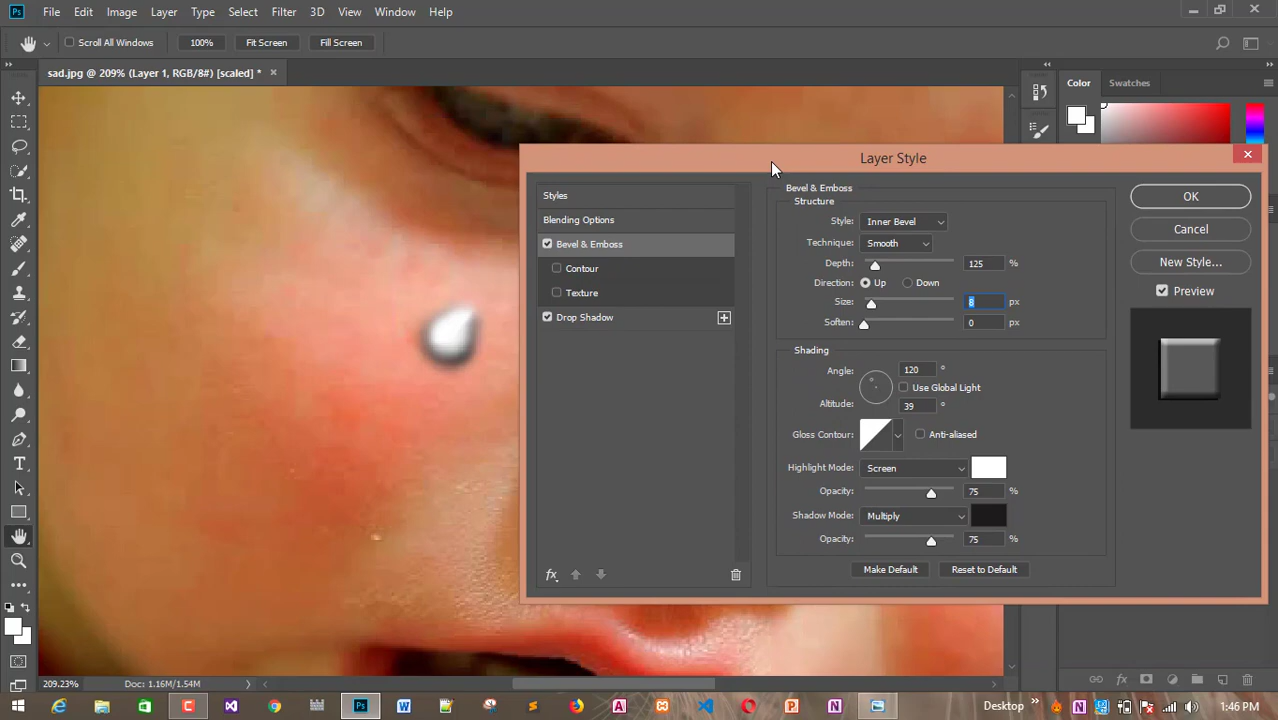 Ps File Edit Image Layer Type Select Filter 3D View Window Help
Scroll All Windows 100% Fit Screen Fill Screen
sad.jpg @ 209% (Layer 1, RGB/8#) [scaled] * ×
Color Swatches
Layer Style
Styles
Blending Options
Bevel & Emboss
Contour
Texture
Drop Shadow
fx
Bevel & Emboss
Structure
Style: Inner Bevel
Technique: Smooth
Depth: 125 %
Direction: Up Down
Size: 8 px
Soften: 0 px
Shading
Angle: 120 °
Use Global Light
Altitude: 39 °
Gloss Contour: Anti-aliased
Highlight Mode: Screen
Opacity: 75 %
Shadow Mode: Multiply
Opacity: 75 %
Make Default Reset to Default
OK
Cancel
New Style...
Preview
T
209.23% Doc: 1.16M/1.54M
fx
Desktop 1:46 PM